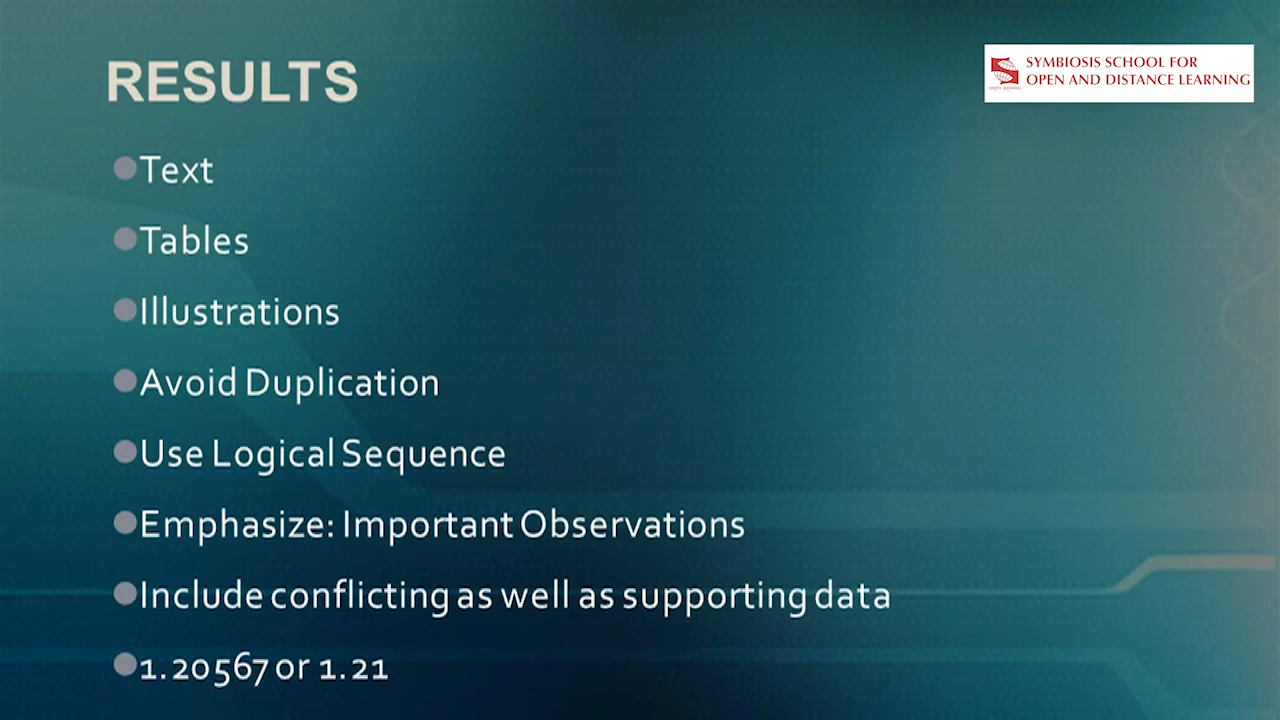 RESULTS
SYMBIOSIS SCHOOL FOR
OPEN AND DISTANCE LEARNING
Text
Tables
Illustrations
Avoid Duplication
Use Logical Sequence
Emphasize: Important Observations
Include conflicting as well as supporting data
1.20567 or 1.21